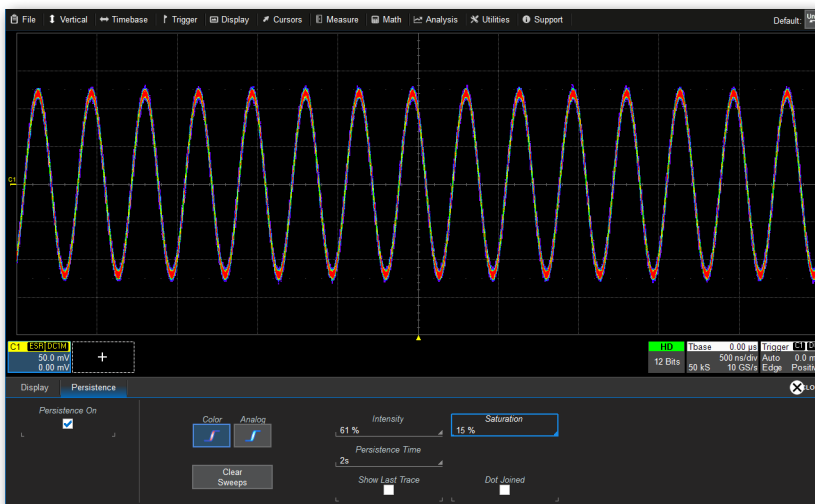 File Vertical Timebase Trigger Display Cursors Measure Math Analysis Utilities Support Default:
C1
C1 ESR DC1M
50.0 mV
0.00 mV
+
HD
12 Bits
Tbase 0.00 µs
500 ns/div
50 kS 10 GS/s
Trigger C1
Auto 0.0 m
Edge Positiv
Display Persistence
Persistence On
Color Analog
Clear
Sweeps
Intensity
61 %
Saturation
15 %
Persistence Time
2s
Show Last Trace
Dot Joined